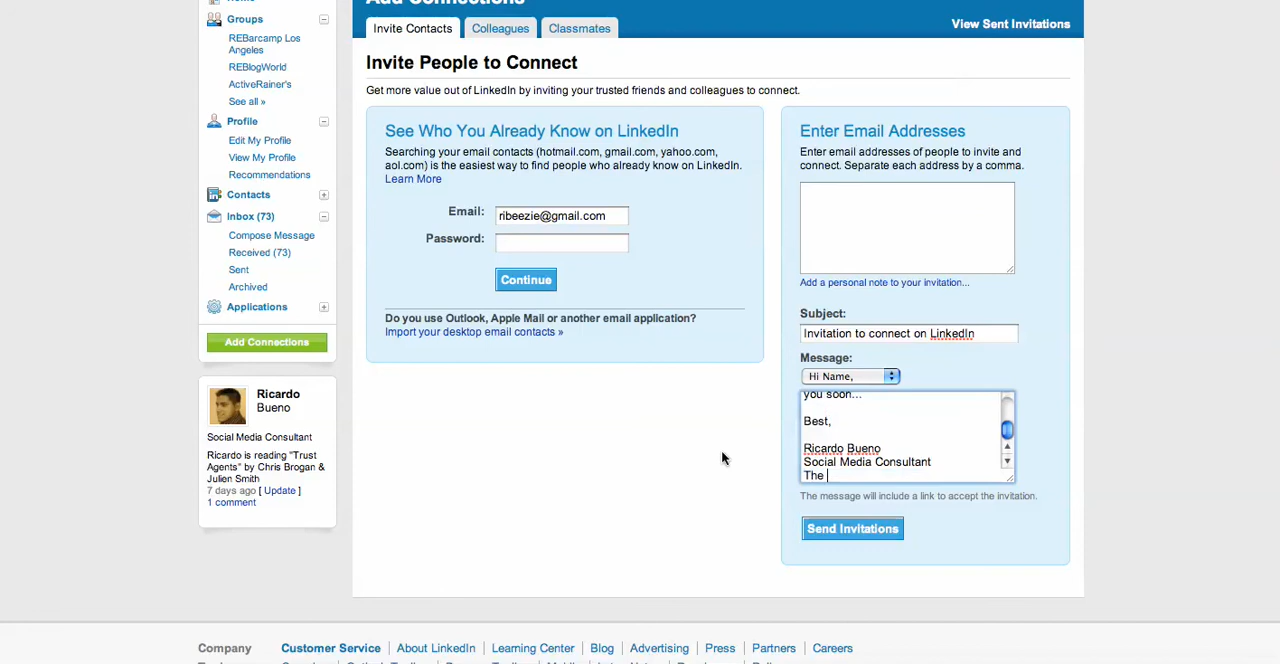 Groups
REBarcamp Los
Angeles
REBlogWorld
ActiveRainer's
See all »
Profile
Edit My Profile
View My Profile
Recommendations
Contacts
Inbox (73)
Compose Message
Received (73)
Sent
Archived
Applications
Add Connections
Ricardo
Bueno
Social Media Consultant
Ricardo is reading "Trust
Agents" by Chris Brogan &
Julien Smith
7 days ago [ Update ]
1 comment
Add Connections
Invite Contacts
Colleagues
Classmates
View Sent Invitations
Invite People to Connect
Get more value out of LinkedIn by inviting your trusted friends and colleagues to connect.
See Who You Already Know on LinkedIn
Searching your email contacts (hotmail.com, gmail.com, yahoo.com,
aol.com) is the easiest way to find people who already know on LinkedIn.
Learn More
Email: ribeezie@gmail.com
Password:
Continue
Do you use Outlook, Apple Mail or another email application?
Import your desktop email contacts »
Enter Email Addresses
Enter email addresses of people to invite and
connect. Separate each address by a comma.
Add a personal note to your invitation...
Subject:
Invitation to connect on LinkedIn
Message:
Hi Name,
you soon...
Best,
Ricardo Bueno
Social Media Consultant
The
The message will include a link to accept the invitation.
Send Invitations
Company Customer Service About LinkedIn Learning Center Blog Advertising Press Partners Careers